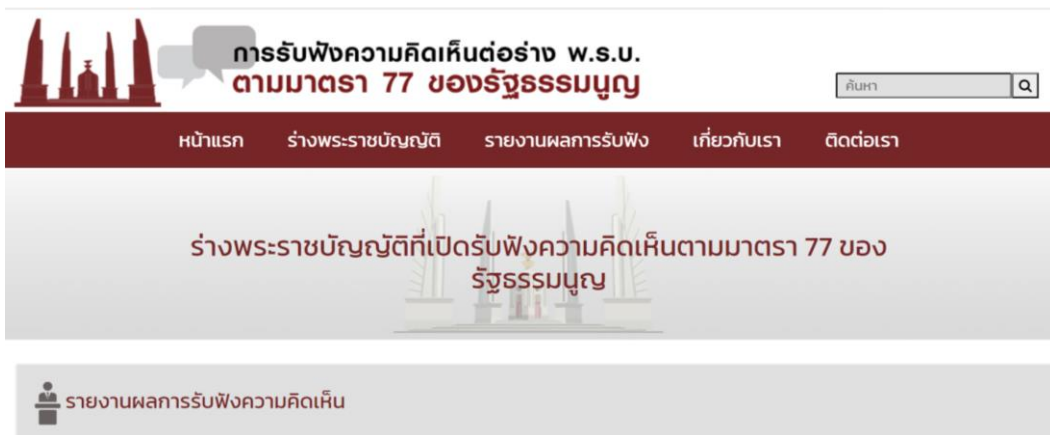 การรับฟังความคิดเห็นต่อร่าง พ.ร.บ.
ตามมาตรา 77 ของรัฐธรรมนูญ
ค้นหา
หน้าแรก ร่างพระราชบัญญัติ รายงานผลการรับฟัง เกี่ยวกับเรา ติดต่อเรา
ร่างพระราชบัญญัติที่เปิดรับฟังความคิดเห็นตามมาตรา 77 ของ
รัฐธรรมนูญ
รายงานผลการรับฟังความคิดเห็น